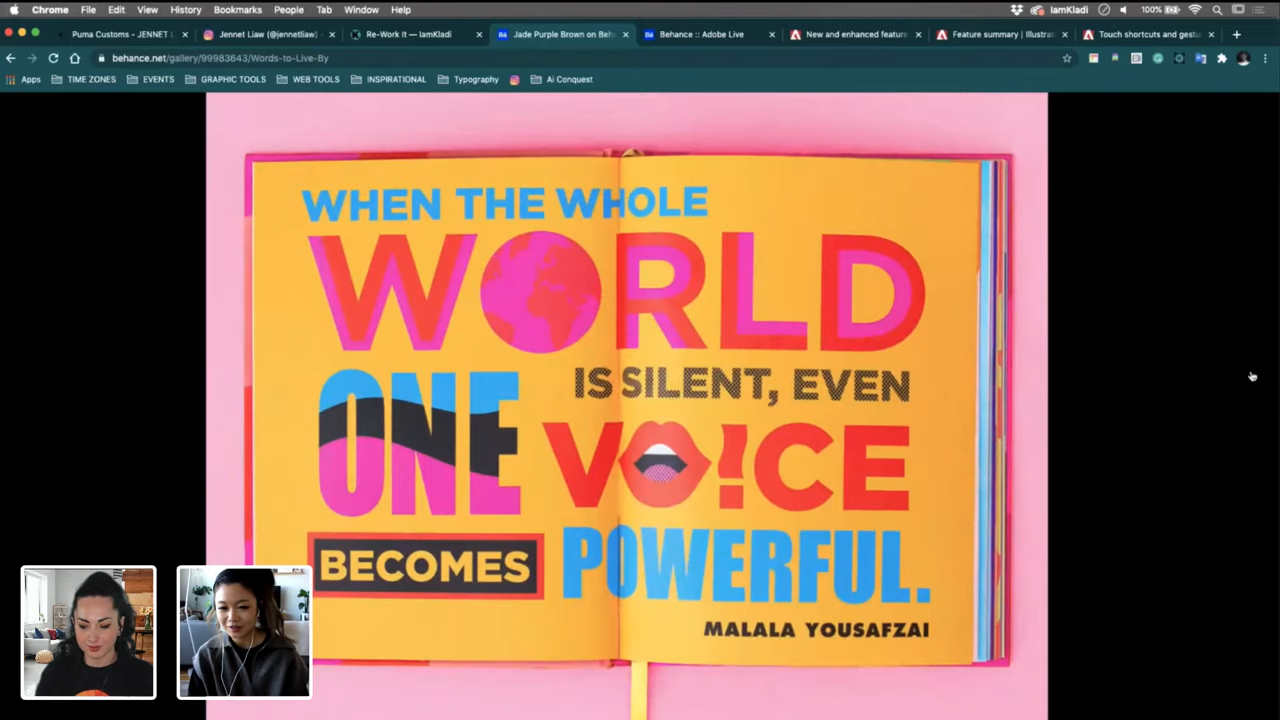 Chrome File Edit View History Bookmarks People Tab Window Help IamKladi 100%
Puma Customs - JENNET L Jennet Liaw (@jennetliaw) Re-Work It — IamKladi Jade Purple Brown on Beh Behance :: Adobe Live New and enhanced feature Feature summary | Illustra Touch shortcuts and gestu
behance.net/gallery/99983643/Words-to-Live-By
Apps TIME ZONES EVENTS GRAPHIC TOOLS WEB TOOLS INSPIRATIONAL Typography Ai Conquest
WHEN THE WHOLE
WORLD
IS SILENT, EVEN
ONE VO!CE
BECOMES POWERFUL.
MALALA YOUSAFZAI